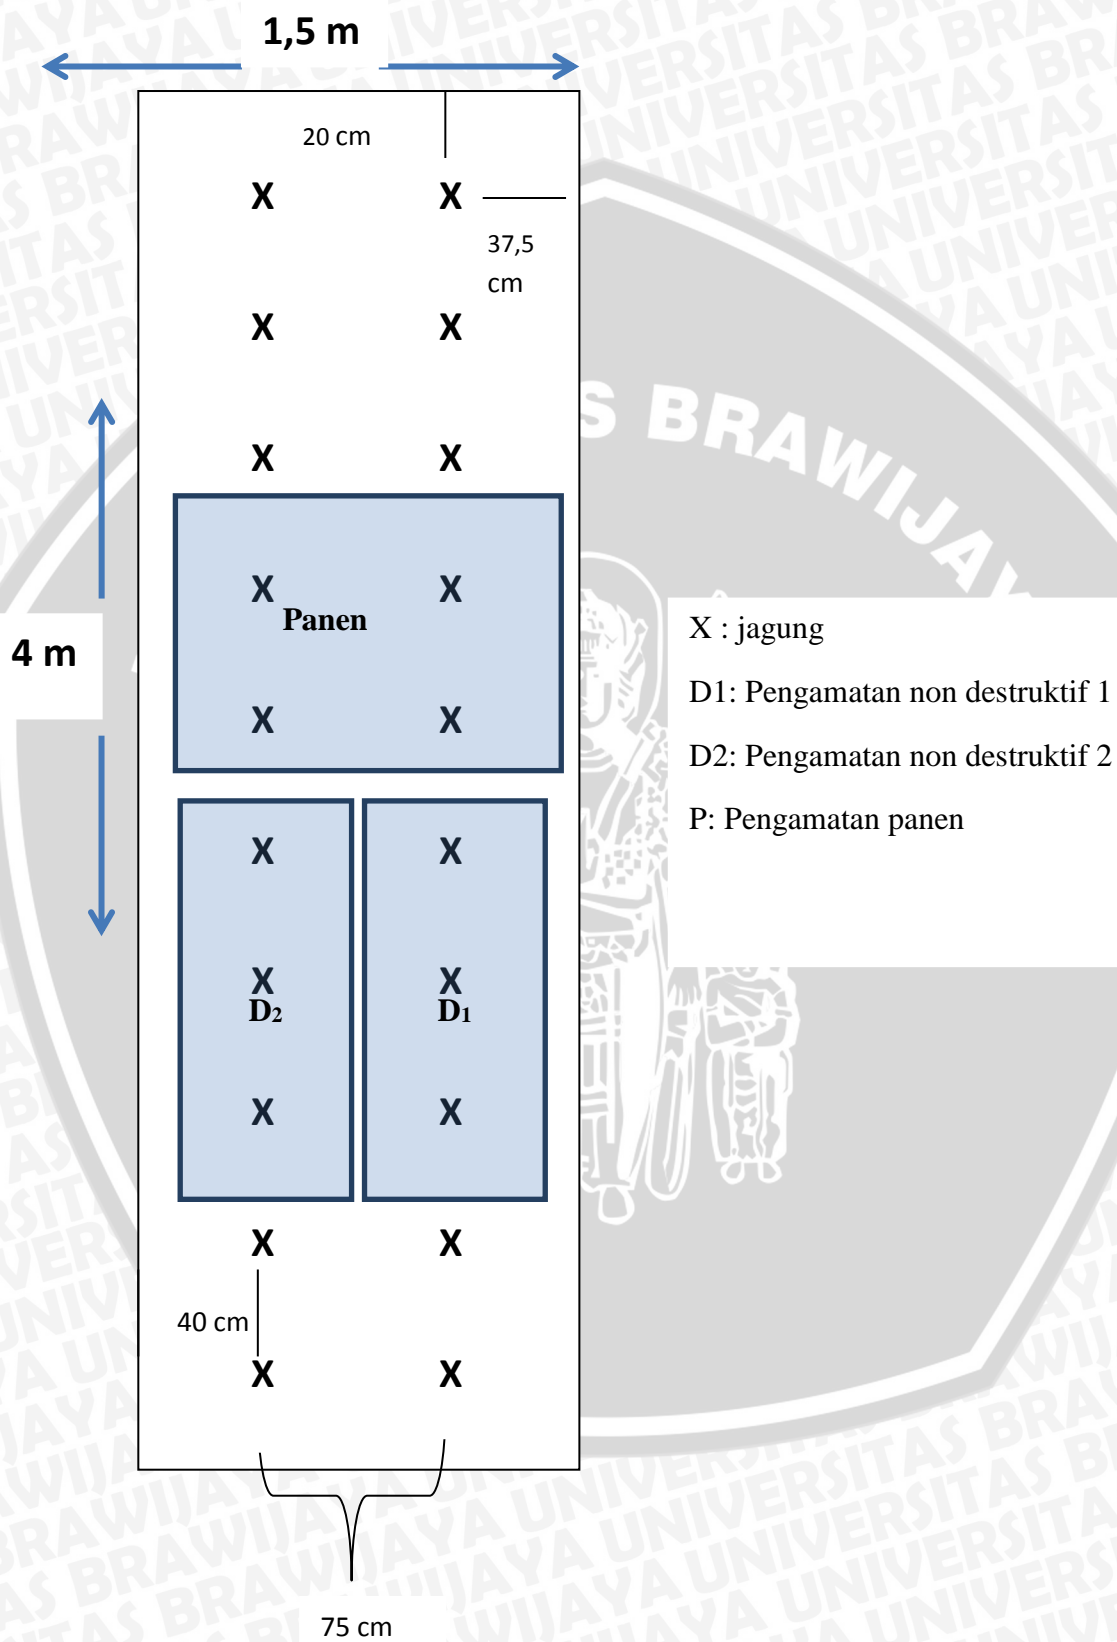 1,5 m
20 cm
X X
37,5
cm
X X
X X
X X
Panen
4 m
X X
X : jagung
D1: Pengamatan non destruktif 1
D2: Pengamatan non destruktif 2
P: Pengamatan panen
X X
X X
D2 D1
X X
X X
40 cm
X X
75 cm
S BRAWIJAYA